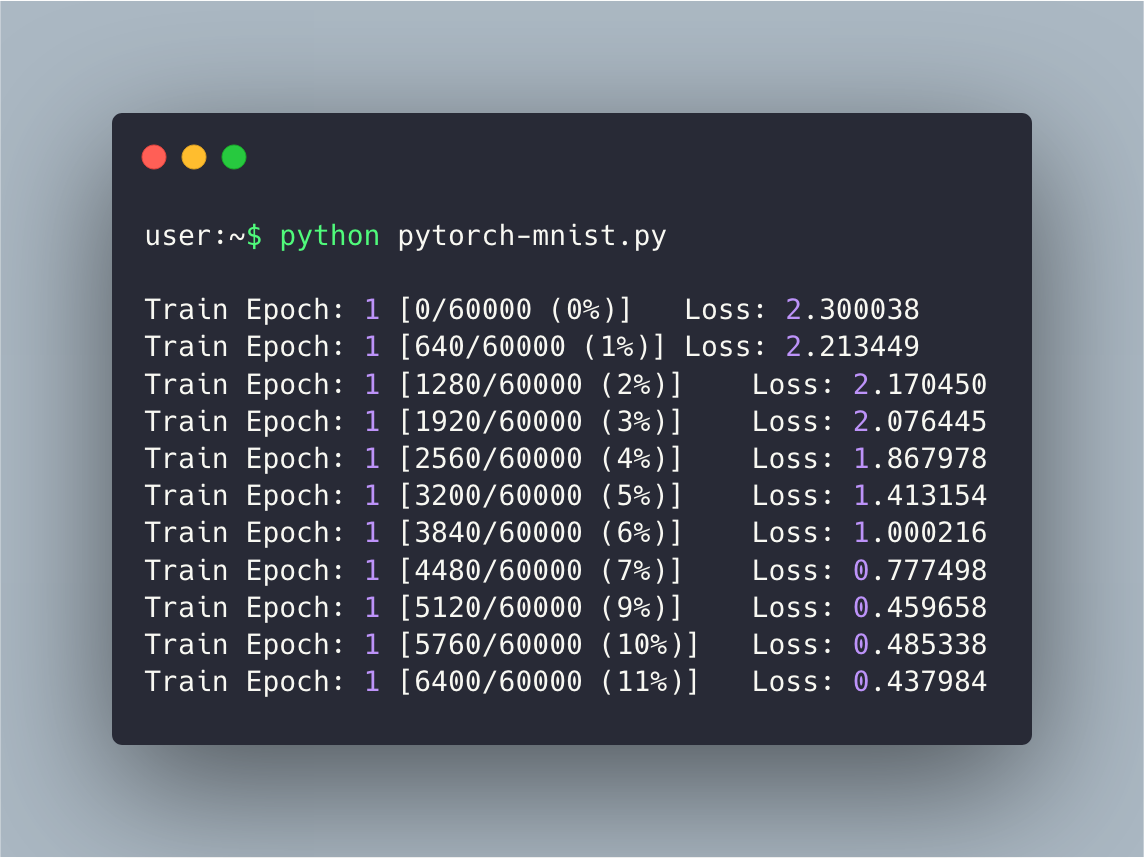 user:~$ python pytorch-mnist.py
Train Epoch: 1 [0/60000 (0%)]   Loss: 2.300038
Train Epoch: 1 [640/60000 (1%)] Loss: 2.213449
Train Epoch: 1 [1280/60000 (2%)]    Loss: 2.170450
Train Epoch: 1 [1920/60000 (3%)]    Loss: 2.076445
Train Epoch: 1 [2560/60000 (4%)]    Loss: 1.867978
Train Epoch: 1 [3200/60000 (5%)]    Loss: 1.413154
Train Epoch: 1 [3840/60000 (6%)]    Loss: 1.000216
Train Epoch: 1 [4480/60000 (7%)]    Loss: 0.777498
Train Epoch: 1 [5120/60000 (9%)]    Loss: 0.459658
Train Epoch: 1 [5760/60000 (10%)]   Loss: 0.485338
Train Epoch: 1 [6400/60000 (11%)]   Loss: 0.437984